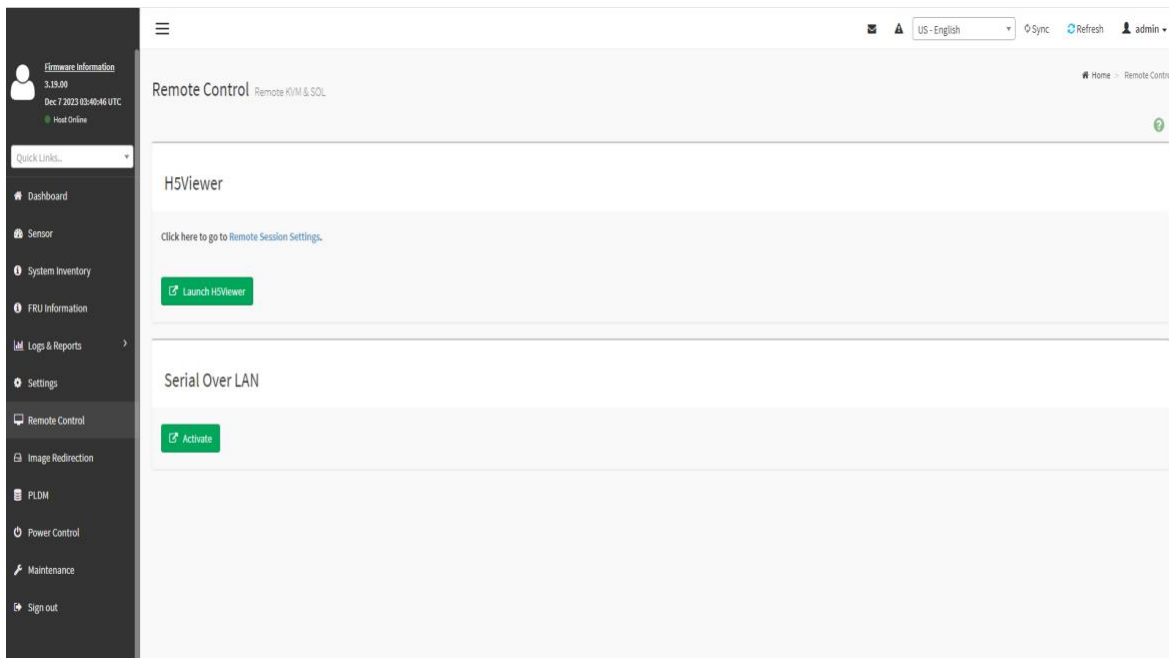 US - English
Sync
Refresh
admin
Firmware Information
3.19.00
Dec 7 2023 03:40:46 UTC
Host Online
Quick Links..
Dashboard
Sensor
System Inventory
FRU Information
Logs & Reports
Settings
Remote Control
Image Redirection
PLDM
Power Control
Maintenance
Sign out
Remote Control Remote KVM & SOL
Home > Remote Contro
H5Viewer
Click here to go to Remote Session Settings.
Launch H5Viewer
Serial Over LAN
Activate